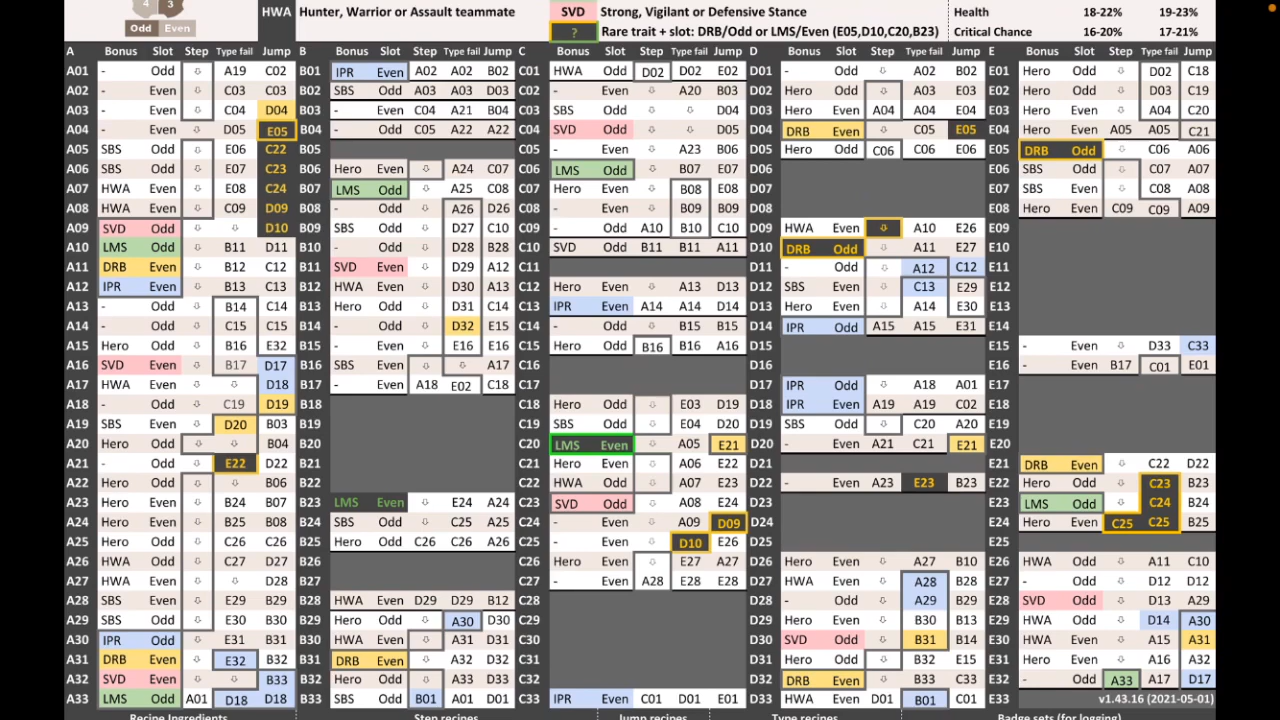 4 3
Odd Even
HWA Hunter, Warrior or Assault teammate SVD Strong, Vigilant or Defensive Stance Health 18-22% 19-23%
? Rare trait + slot: DRB/Odd or LMS/Even (E05,D10,C20,B23) Critical Chance 16-20% 17-21%
A Bonus Slot Step Type fail Jump B Bonus Slot Step Type fail Jump C Bonus Slot Step Type fail Jump D Bonus Slot Step Type fail Jump E Bonus Slot Step Type fail Jump
A01 - Odd ⇩ A19 C02 B01 IPR Even A02 A02 B02 C01 HWA Odd D02 D02 E02 D01 - Odd ⇩ A02 B02 E01 Hero Odd ⇩ D02 C18
A02 - Even ⇩ C03 C03 B02 SBS Odd A03 A03 D03 C02 - Even ⇩ A20 B03 D02 Hero Odd ⇩ A03 E03 E02 Hero Odd ⇩ D03 C19
A03 - Even ⇩ C04 D04 B03 - Even C04 A21 B04 C03 SBS Odd ⇩ ⇩ D04 D03 Hero Even A04 A04 E04 E03 Hero Even ⇩ A04 C20
A04 - Even ⇩ D05 E05 B04 - Odd C05 A22 A22 C04 SVD Odd ⇩ ⇩ D05 D04 DRB Even ⇩ C05 E05 E04 Hero Even A05 A05 C21
A05 SBS Odd ⇩ E06 C22 B05 C05 - Even ⇩ A23 B06 D05 Hero Odd C06 C06 E06 E05 DRB Odd ⇩ C06 A06
A06 SBS Odd ⇩ E07 C23 B06 Hero Even ⇩ A24 C07 C06 LMS Odd ⇩ B07 E07 D06 E06 SBS Odd ⇩ C07 A07
A07 HWA Odd ⇩ E08 C24 B07 LMS Odd ⇩ A25 C08 C07 Hero Odd ⇩ B08 E08 D07 E07 SBS Even ⇩ C08 A08
A08 HWA Odd ⇩ C09 D09 B08 - Odd ⇩ A26 D26 C08 - Even ⇩ B09 B09 D08 E08 Hero Even C09 C09 A09
A09 SVD Odd ⇩ ⇩ D10 B09 SBS Odd ⇩ D27 C10 C09 - Odd A10 B10 C10 D09 HWA Even ⇩ A10 E26 E09
A10 LMS Odd ⇩ B11 D11 B10 - Odd ⇩ D28 B28 C10 SVD Odd B11 B11 A11 D10 DRB Odd ⇩ A11 E27 E10
A11 DRB Even ⇩ B12 C12 B11 SVD Even ⇩ D29 A12 C11 D11 - Odd ⇩ A12 C12 E11
A12 IPR Even ⇩ B13 C13 B12 HWA Even ⇩ D30 A13 C12 Hero Even ⇩ A13 D13 D12 SBS Even ⇩ C13 E29 E12
A13 - Odd ⇩ B14 C14 B13 Hero Odd ⇩ D31 C14 C13 IPR Even A14 A14 D14 D13 Hero Odd ⇩ A14 E30 E13
A14 - Odd ⇩ C15 C15 B14 - Odd ⇩ D32 E15 C14 - Odd ⇩ B15 B15 D14 IPR Odd A15 A15 E31 E14
A15 Hero Odd ⇩ B16 E32 B15 - Even ⇩ E16 E16 C15 Hero Odd B16 B16 A16 D15 E15 - Even ⇩ D33 C33
A16 SVD Even ⇩ B17 D17 B16 SBS Even ⇩ ⇩ A17 C16 D16 E16 - Even B17 C01 E01
A17 HWA Even ⇩ ⇩ D18 B17 - Even A18 E02 C18 C17 D17 IPR Odd ⇩ A18 A01 E17
A18 - Odd ⇩ C19 D19 B18 C18 Hero Odd ⇩ E03 D19 D18 IPR Even A19 A19 C02 E18
A19 SBS Even ⇩ D20 B03 B19 C19 SBS Even ⇩ E04 D20 D19 SBS Odd ⇩ C20 A20 E19
A20 Hero Odd ⇩ ⇩ B04 B20 C20 LMS Even ⇩ A05 E21 D20 - Even A21 C21 E21 E20
A21 - Odd ⇩ E22 D22 B21 C21 Hero Even ⇩ A06 E22 D21 E21 DRB Even ⇩ C22 D22
A22 Hero Odd ⇩ ⇩ B06 B22 C22 HWA Odd ⇩ A07 E23 D22 - Even A23 E23 B23 E22 Hero Even ⇩ C23 B23
A23 HWA Even ⇩ B24 B07 B23 LMS Even ⇩ E24 A24 C23 SVD Odd ⇩ A08 E24 D23 E23 LMS Odd ⇩ C24 B24
A24 Hero Odd ⇩ B25 B08 B24 SBS Odd ⇩ C25 A25 C24 - Even ⇩ A09 D09 D24 E24 Hero Even C25 C25 B25
A25 Hero Odd ⇩ C26 C26 B25 Hero Odd C26 C26 A26 C25 - Even ⇩ D10 E26 D25 E25
A26 HWA Odd ⇩ C27 D27 B26 C26 Hero Even ⇩ E27 A27 D26 Hero Odd ⇩ A27 B10 E26 HWA Odd ⇩ A11 C10
A27 HWA Even ⇩ ⇩ D28 B27 C27 - Even A28 E28 E28 D27 HWA Even ⇩ A28 B28 E27 - Even ⇩ D12 D12
A28 SBS Odd ⇩ E29 B29 B28 HWA Even D29 D29 B12 C28 D28 - Even ⇩ A29 B29 E28 SVD Odd ⇩ D13 A29
A29 SBS Odd ⇩ E30 B30 B29 Hero Even ⇩ A30 D30 C29 D29 Hero Even ⇩ B30 B13 E29 HWA Odd ⇩ D14 A30
A30 IPR Odd ⇩ E31 B31 B30 HWA Even ⇩ A31 D31 C30 D30 SVD Odd ⇩ B31 B14 E30 HWA Even ⇩ A15 A31
A31 DRB Even ⇩ E32 B32 B31 DRB Even ⇩ A32 D32 C31 D31 Hero Odd ⇩ B32 E15 E31 Hero Even ⇩ A16 A32
A32 SVD Even ⇩ ⇩ B33 B32 Hero Odd ⇩ A33 D33 C32 D32 DRB Even ⇩ B33 C33 E32 - Even A33 A17 D17
A33 LMS Odd A01 D18 D18 B33 SBS Odd B01 A17 D01 C33 IPR Even C01 D01 E01 D33 HWA Even D01 B01 C01 E33 v1.43.16 (2021-05-01)
Recipe Ingredients Step recipes Jump recipes Type recipes Badge sets (for logging)